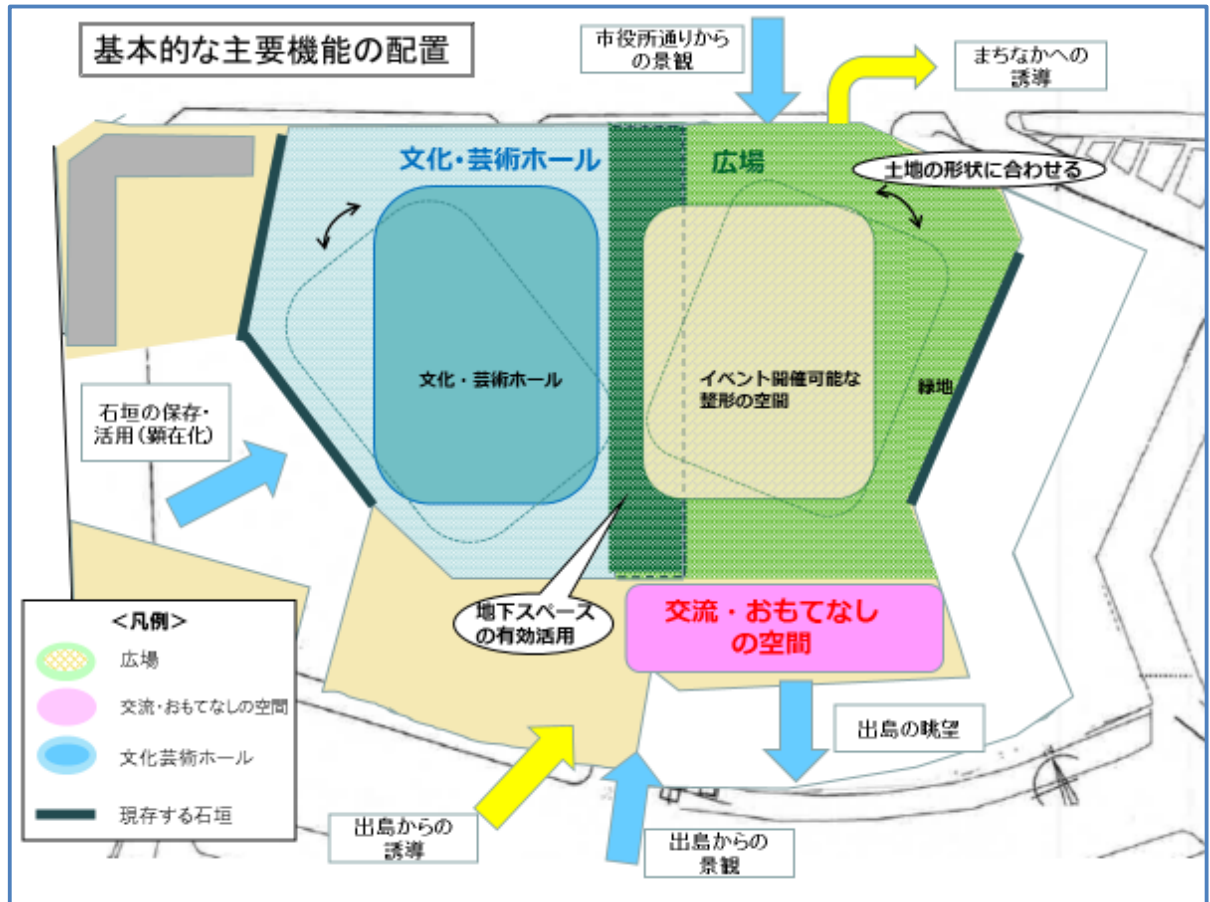 基本的な主要機能の配置
市役所通りから
の景観
まちなかへの
誘導
文化・芸術ホール
広場
土地の形状に合わせる
文化・芸術ホール
イベント開催可能な
整形の空間
緑地
石垣の保存・
活用(顕在化)
地下スペース
の有効活用
交流・おもてなし
の空間
<凡例>
広場
交流・おもてなしの空間
文化芸術ホール
現存する石垣
出島の眺望
出島からの
誘導
出島からの
景観